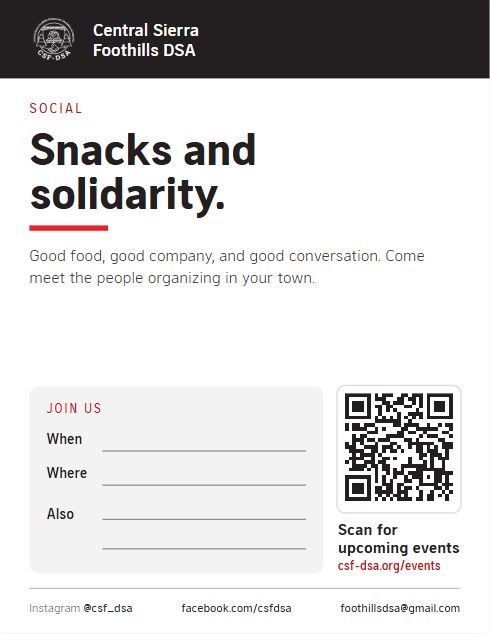 CSF-DSA
Central Sierra
Foothills DSA
SOCIAL
Snacks and
solidarity.
Good food, good company, and good conversation. Come
meet the people organizing in your town.
JOIN US
When
Where
Also
Scan for
upcoming events
csf-dsa.org/events
Instagram @csf_dsa
facebook.com/csfdsa
foothillsdsa@gmail.com